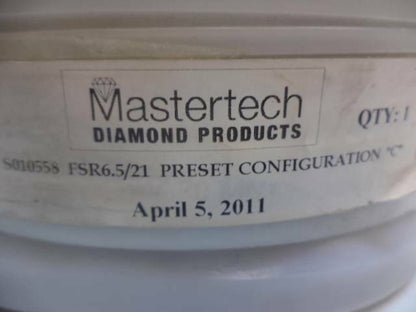 Mastertech
DIAMOND PRODUCTS
QTY: 1
S010558 FSR6.5/21 PRESET CONFIGURATION "C"
April 5, 2011